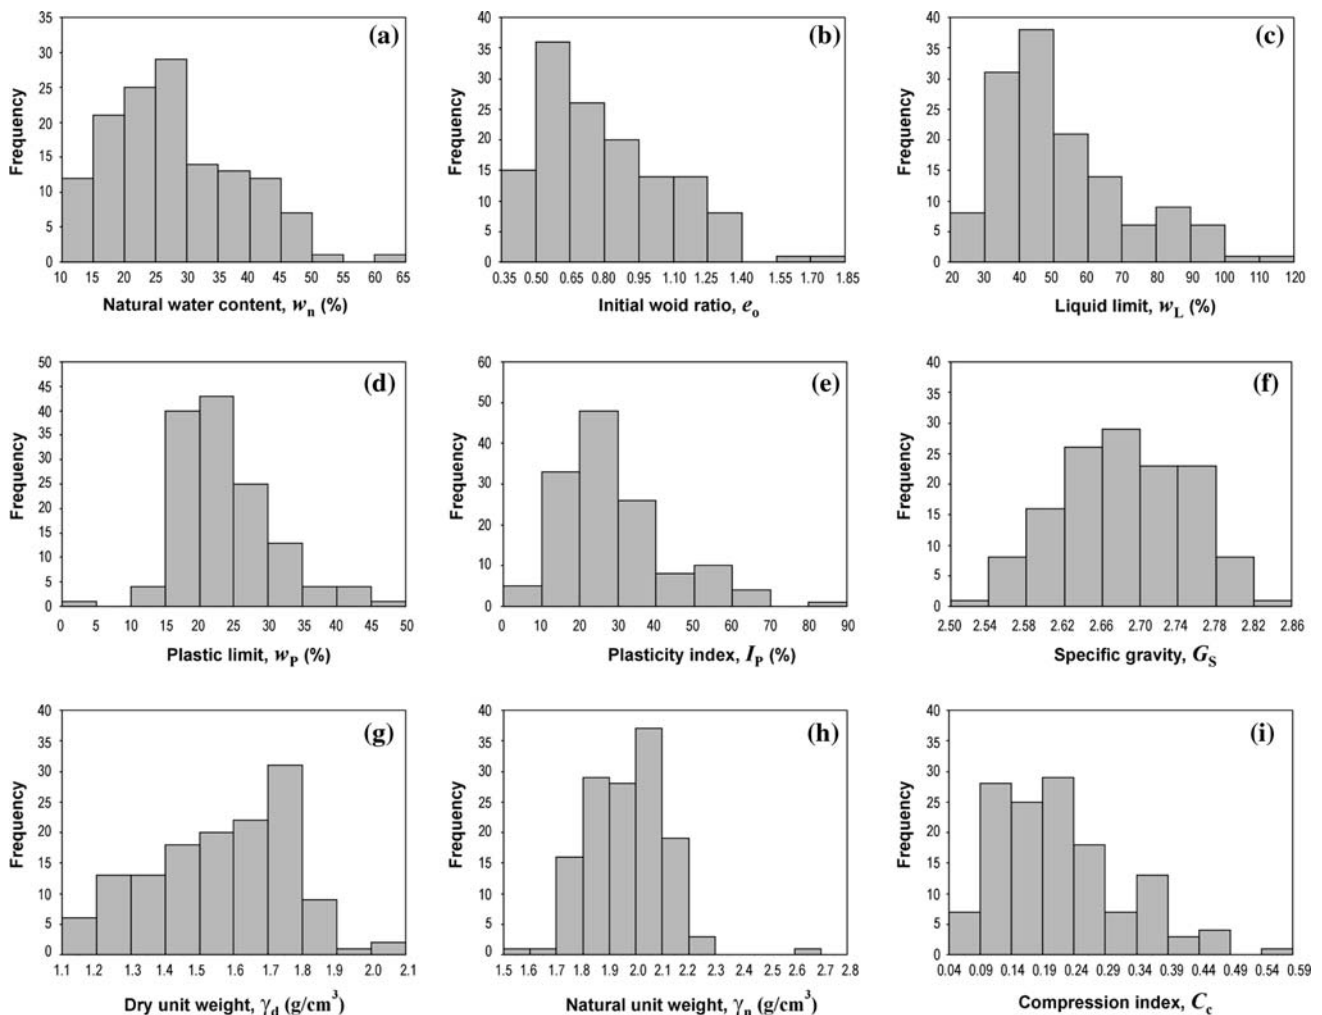 35 30 25 20 15 10 5 0
Frequency
(a)
10 15 20 25 30 35 40 45 50 55 60 65
Natural water content, wn (%)
40 35 30 25 20 15 10 5 0
Frequency
(b)
0.35 0.50 0.65 0.80 0.95 1.10 1.25 1.40 1.55 1.70 1.85
Initial woid ratio, eo
40 35 30 25 20 15 10 5 0
Frequency
(c)
20 30 40 50 60 70 80 90 100 110 120
Liquid limit, wL (%)
50 45 40 35 30 25 20 15 10 5 0
Frequency
(d)
0 5 10 15 20 25 30 35 40 45 50
Plastic limit, wP (%)
60 50 40 30 20 10 0
Frequency
(e)
0 10 20 30 40 50 60 70 80 90
Plasticity index, IP (%)
40 35 30 25 20 15 10 5 0
Frequency
(f)
2.50 2.54 2.58 2.62 2.66 2.70 2.74 2.78 2.82 2.86
Specific gravity, GS
40 35 30 25 20 15 10 5 0
Frequency
(g)
1.1 1.2 1.3 1.4 1.5 1.6 1.7 1.8 1.9 2.0 2.1
Dry unit weight, γd (g/cm³)
40 35 30 25 20 15 10 5 0
Frequency
(h)
1.5 1.6 1.7 1.8 1.9 2.0 2.1 2.2 2.3 2.4 2.5 2.6 2.7 2.8
Natural unit weight, γn (g/cm³)
40 35 30 25 20 15 10 5 0
Frequency
(i)
0.04 0.09 0.14 0.19 0.24 0.29 0.34 0.39 0.44 0.49 0.54 0.59
Compression index, Cc